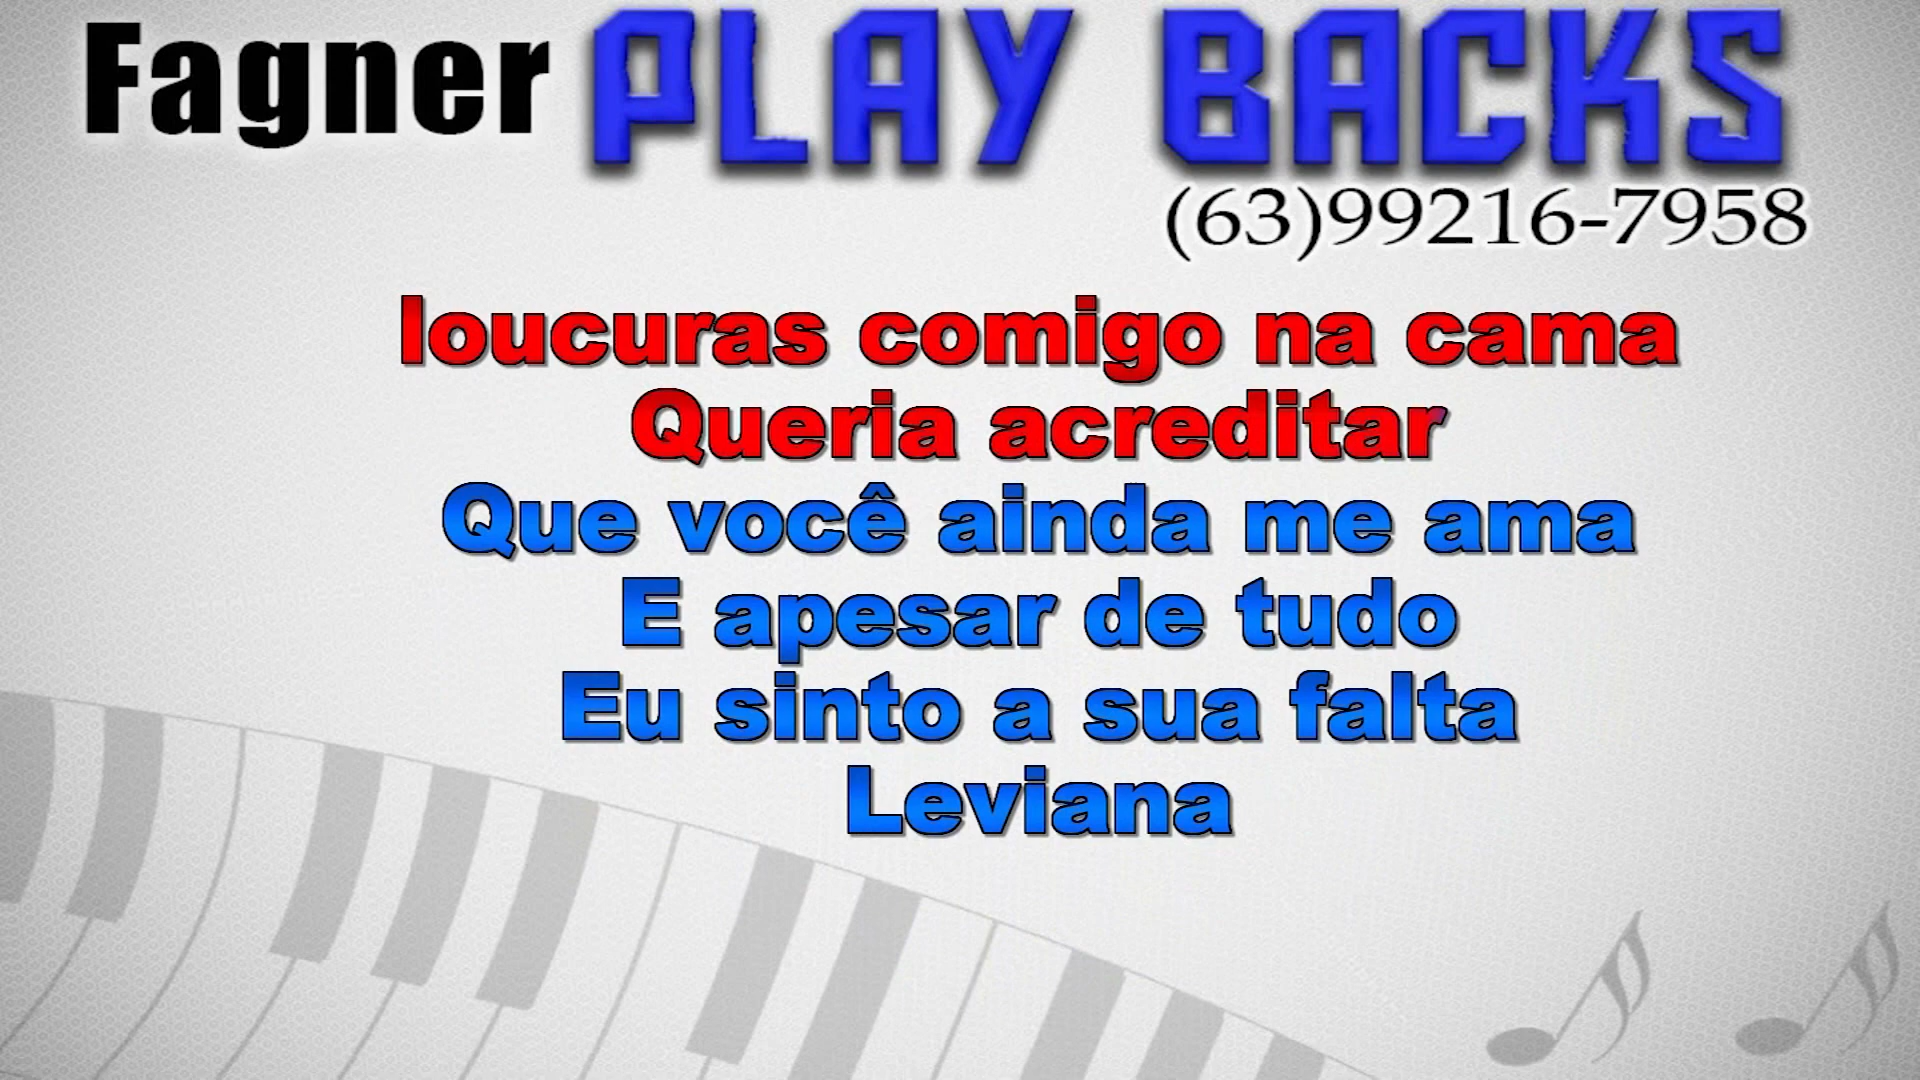 Fagner PLAY BACKS
(63)99216-7958
loucuras comigo na cama
Queria acreditar
Que você ainda me ama
E apesar de tudo
Eu sinto a sua falta
Leviana